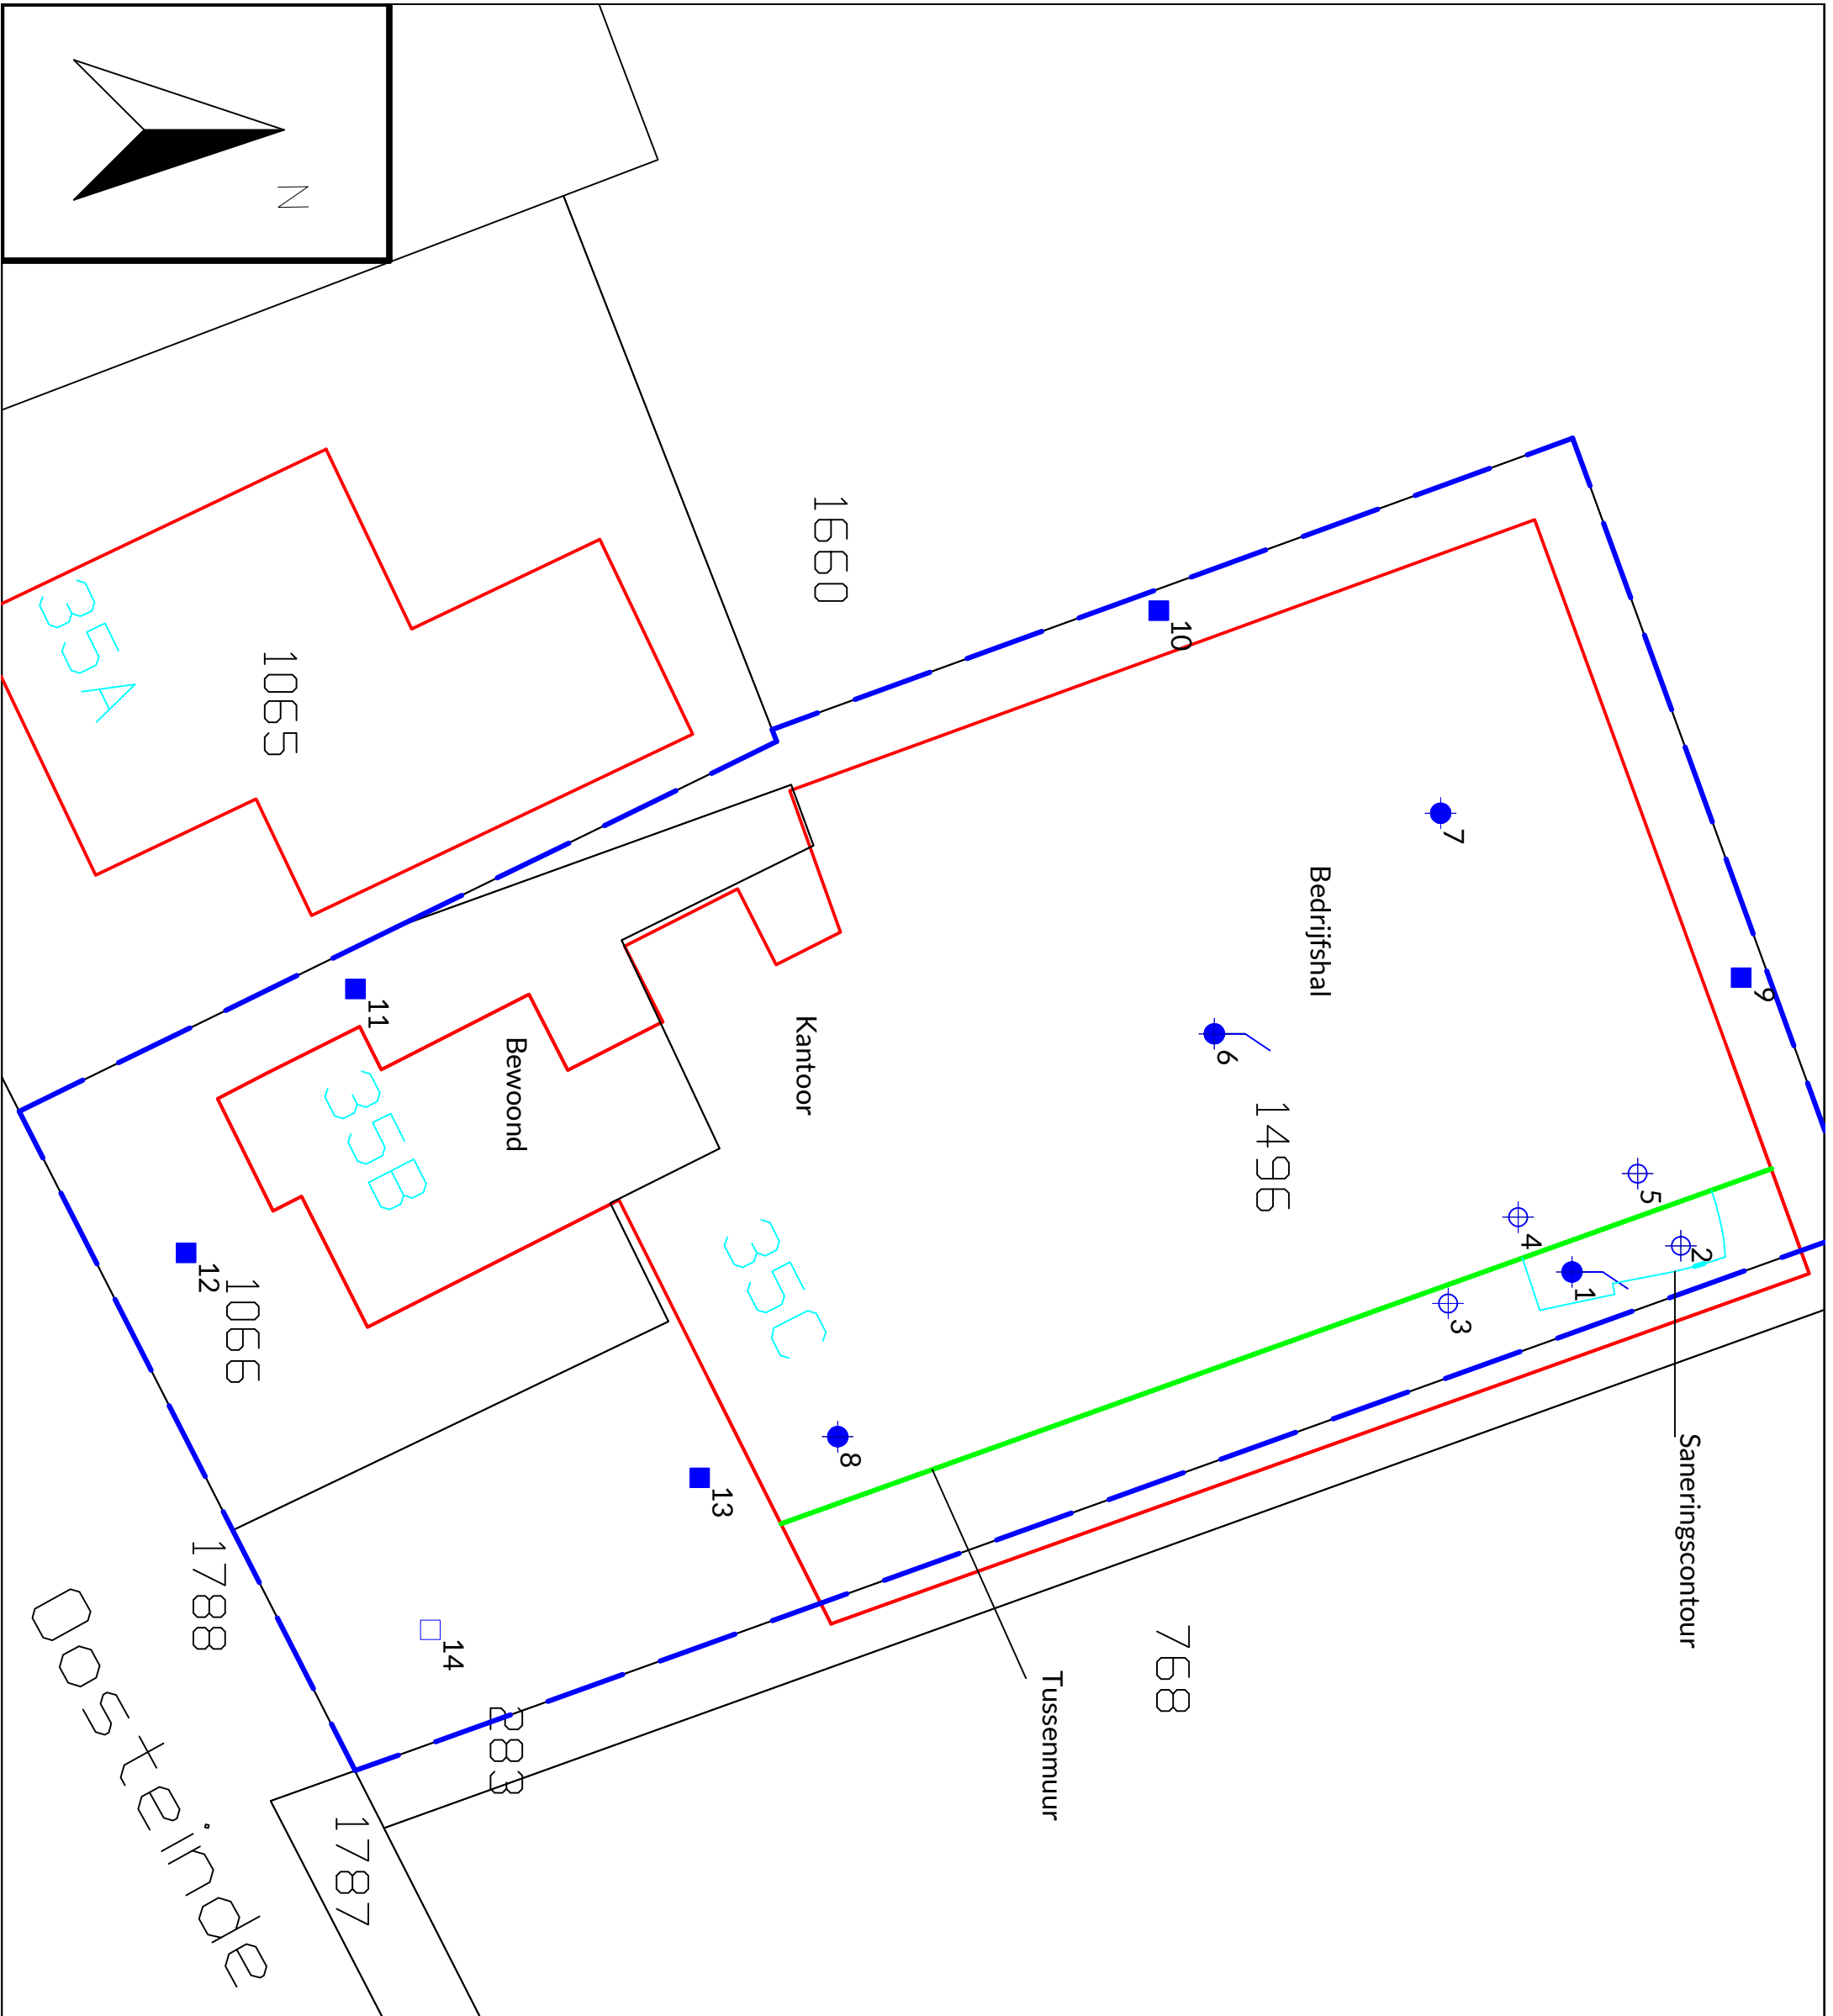 N
9
7
Bedrijfshal
6
1496
5
2
4
1
3
Saneringscontour
10
1660
Kantoor
35C
8
13
Tussenmuur
768
35A
1065
11
Bewoond
35B
12
1066
1788
14
283
1787
Oosteinde